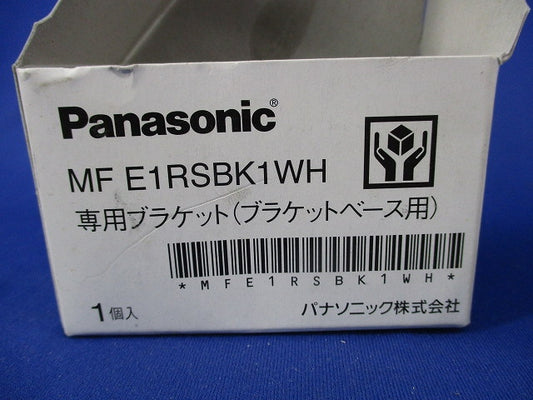 Panasonic®
MF E1RSBK1WH
専用ブラケット(ブラケットベース用)
*MFE1RSBK1WH*
1個入
パナソニック株式会社